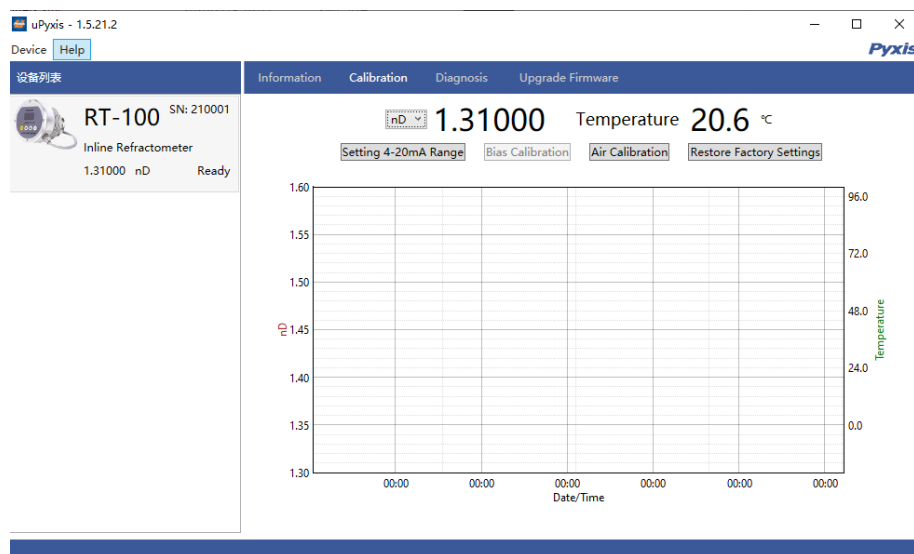 uPyxis - 1.5.21.2
Device Help
Pyxis
设备列表
Information Calibration Diagnosis Upgrade Firmware
RT-100 SN: 210001
Inline Refractometer
1.31000 nD Ready
nD 1.31000 Temperature 20.6 ℃
Setting 4-20mA Range Bias Calibration Air Calibration Restore Factory Settings
1.60
1.55
1.50
1.45
1.40
1.35
1.30
nD
96.0
72.0
48.0
24.0
0.0
Temperature
00:00 00:00 00:00 00:00 00:00 00:00
Date/Time